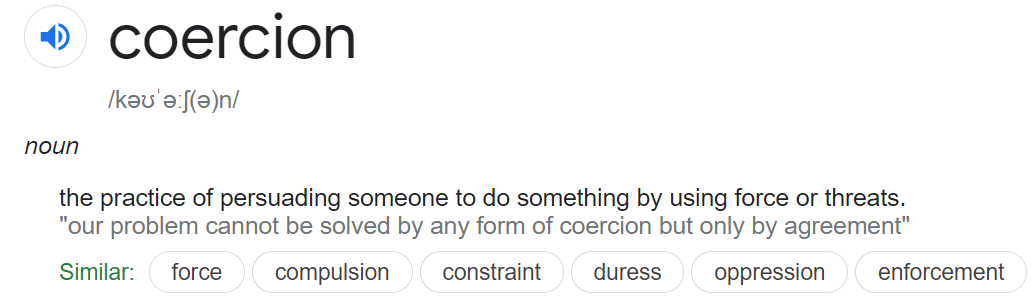 coercion
/kəʊˈəːʃ(ə)n/
noun
the practice of persuading someone to do something by using force or threats.
"our problem cannot be solved by any form of coercion but only by agreement"
Similar: force compulsion constraint duress oppression enforcement